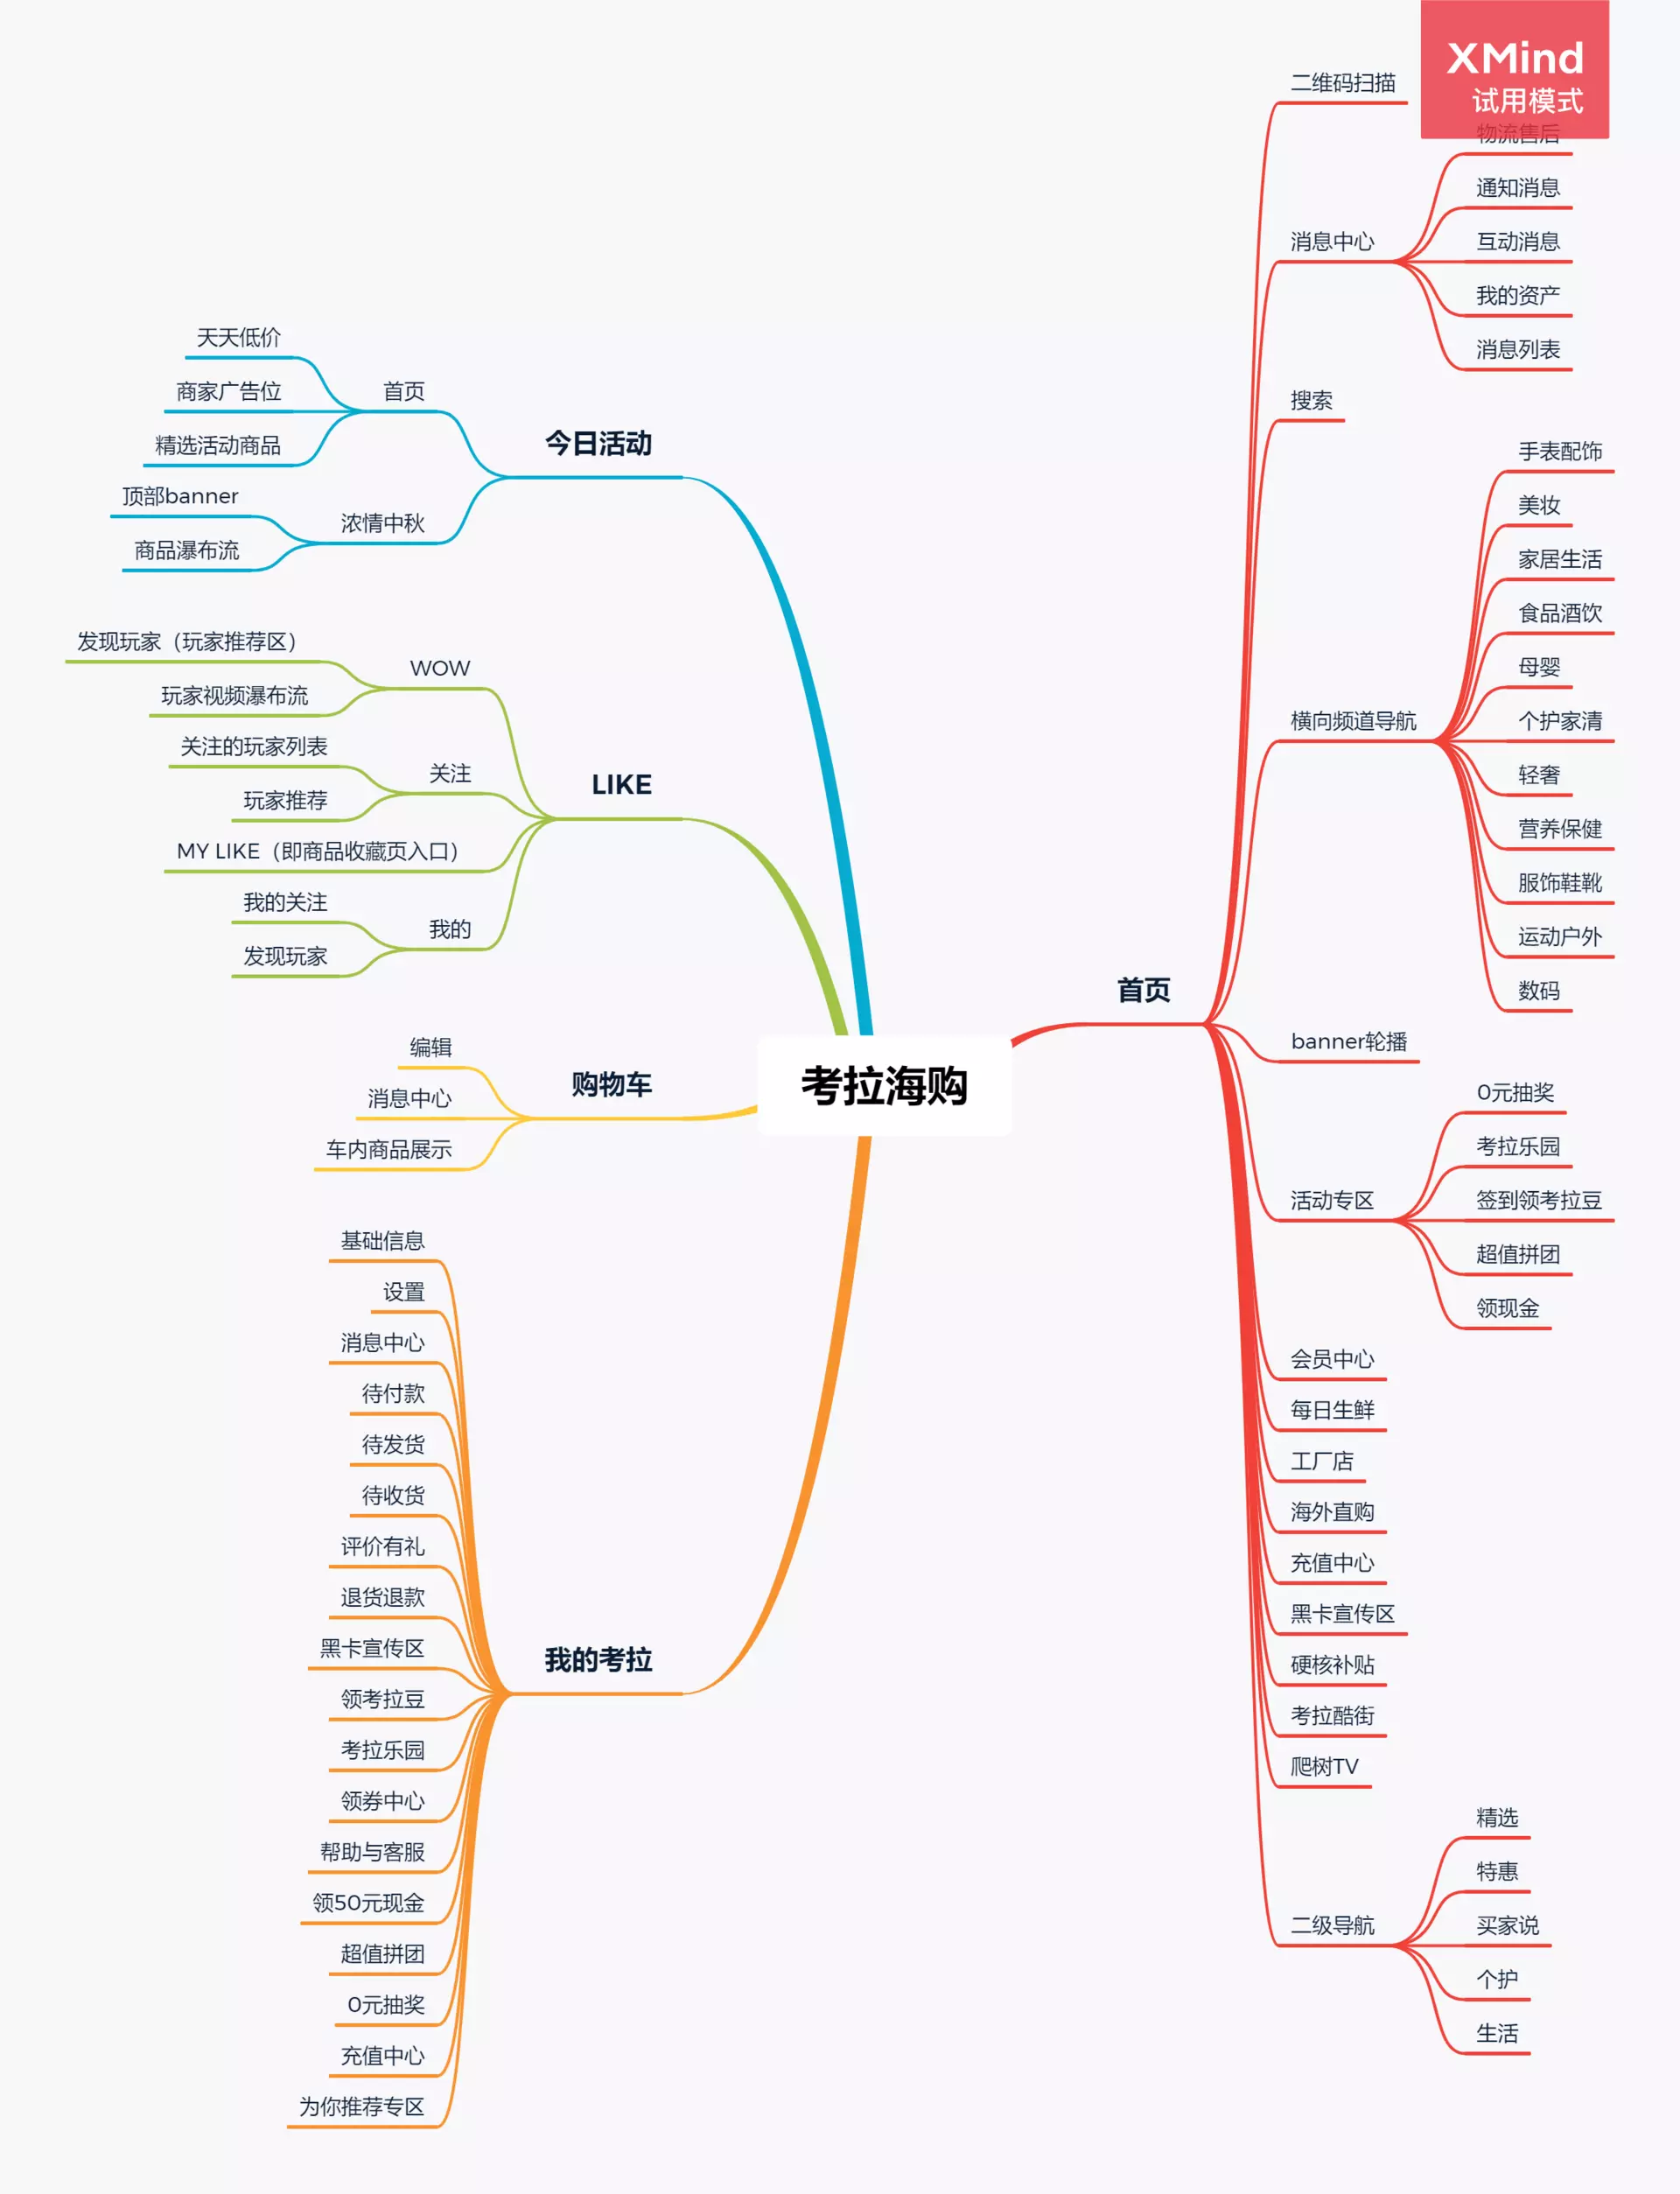 XMind
试用模式
考拉海购
首页
二维码扫描
消息中心
物流售后
通知消息
互动消息
我的资产
消息列表
搜索
横向频道导航
手表配饰
美妆
家居生活
食品酒饮
母婴
个护家清
轻奢
营养保健
服饰鞋靴
运动户外
数码
banner轮播
活动专区
0元抽奖
考拉乐园
签到领考拉豆
超值拼团
领现金
会员中心
每日生鲜
工厂店
海外直购
充值中心
黑卡宣传区
硬核补贴
考拉酷街
爬树TV
二级导航
精选
特惠
买家说
个护
生活
今日活动
首页
天天低价
商家广告位
精选活动商品
浓情中秋
顶部banner
商品瀑布流
LIKE
WOW
发现玩家（玩家推荐区）
玩家视频瀑布流
关注
关注的玩家列表
玩家推荐
MY LIKE（即商品收藏页入口）
我的
我的关注
发现玩家
购物车
编辑
消息中心
车内商品展示
我的考拉
基础信息
设置
消息中心
待付款
待发货
待收货
评价有礼
退货退款
黑卡宣传区
领考拉豆
考拉乐园
领券中心
帮助与客服
领50元现金
超值拼团
0元抽奖
充值中心
为你推荐专区